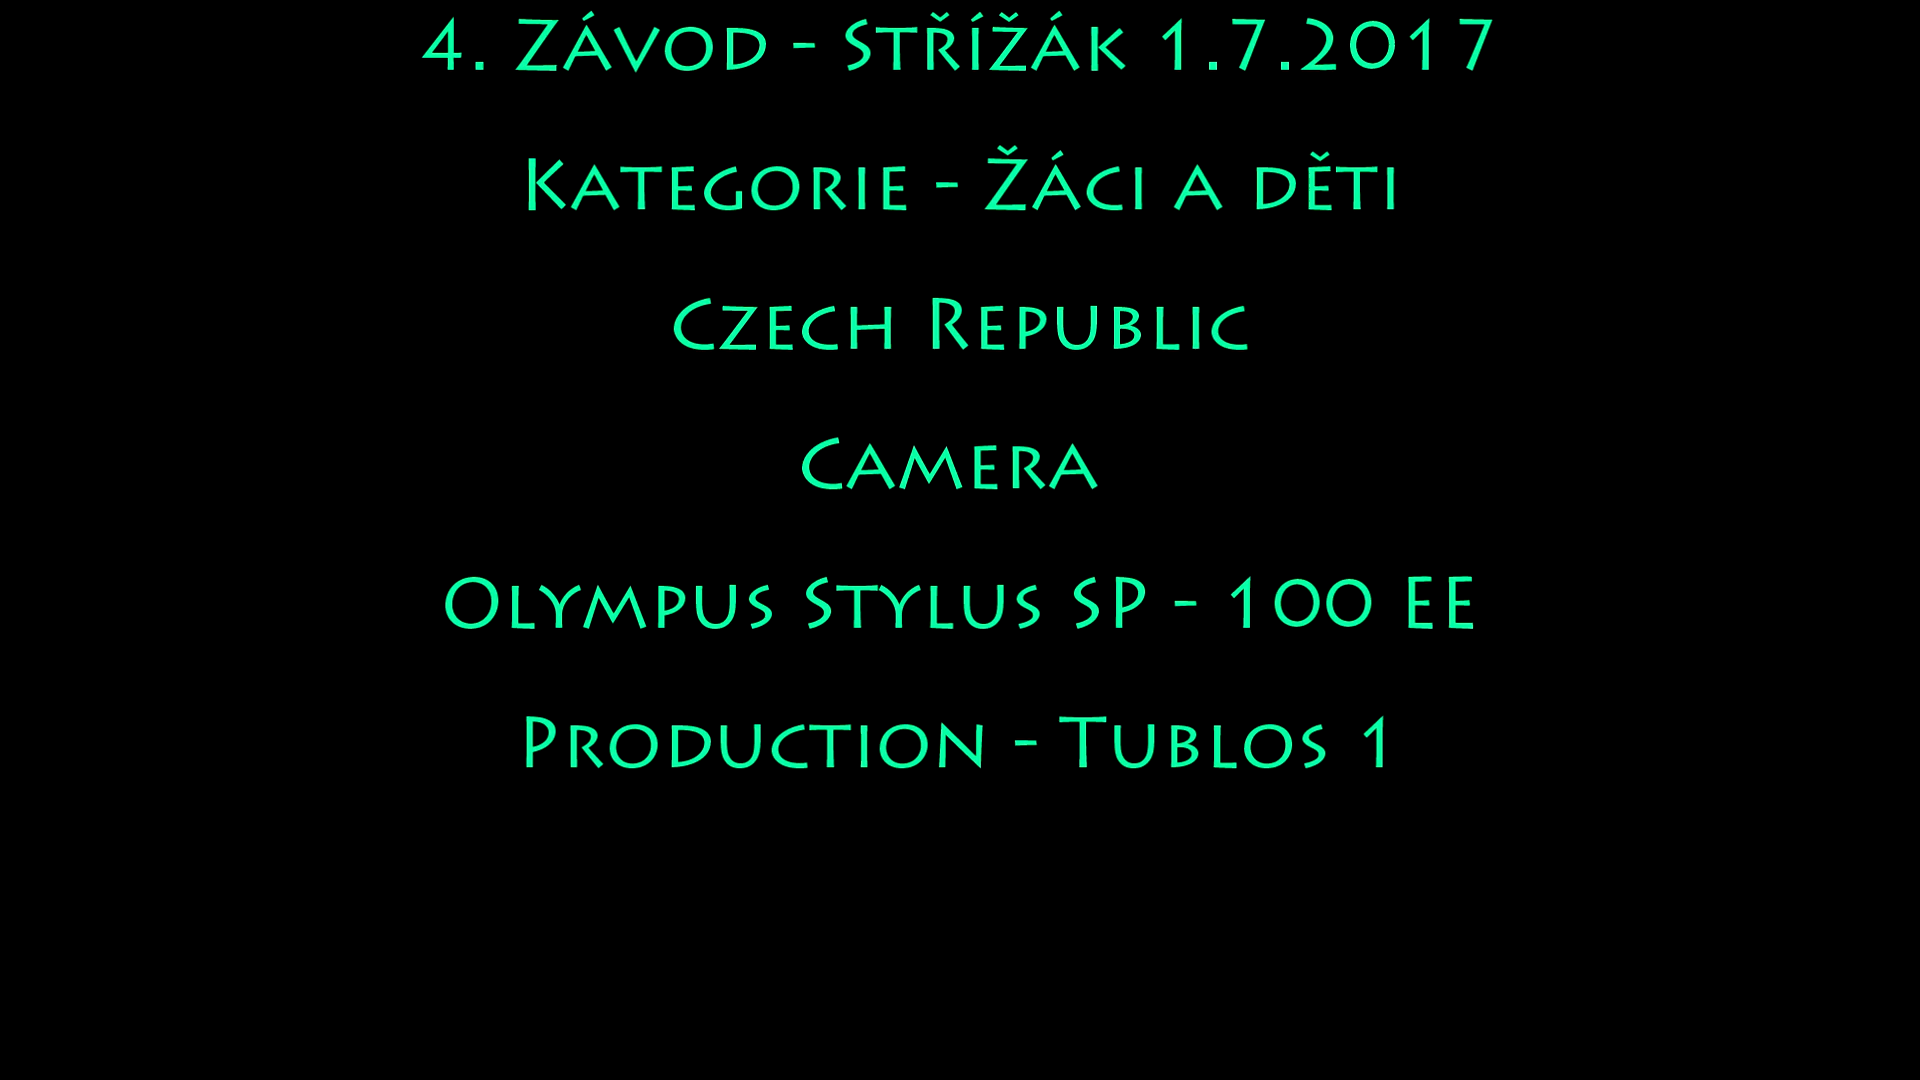 4. Závod - Střížák 1.7.2017
Kategorie - Žáci a děti
Czech Republic
Camera
Olympus Stylus SP - 100 EE
Production - Tublos 1